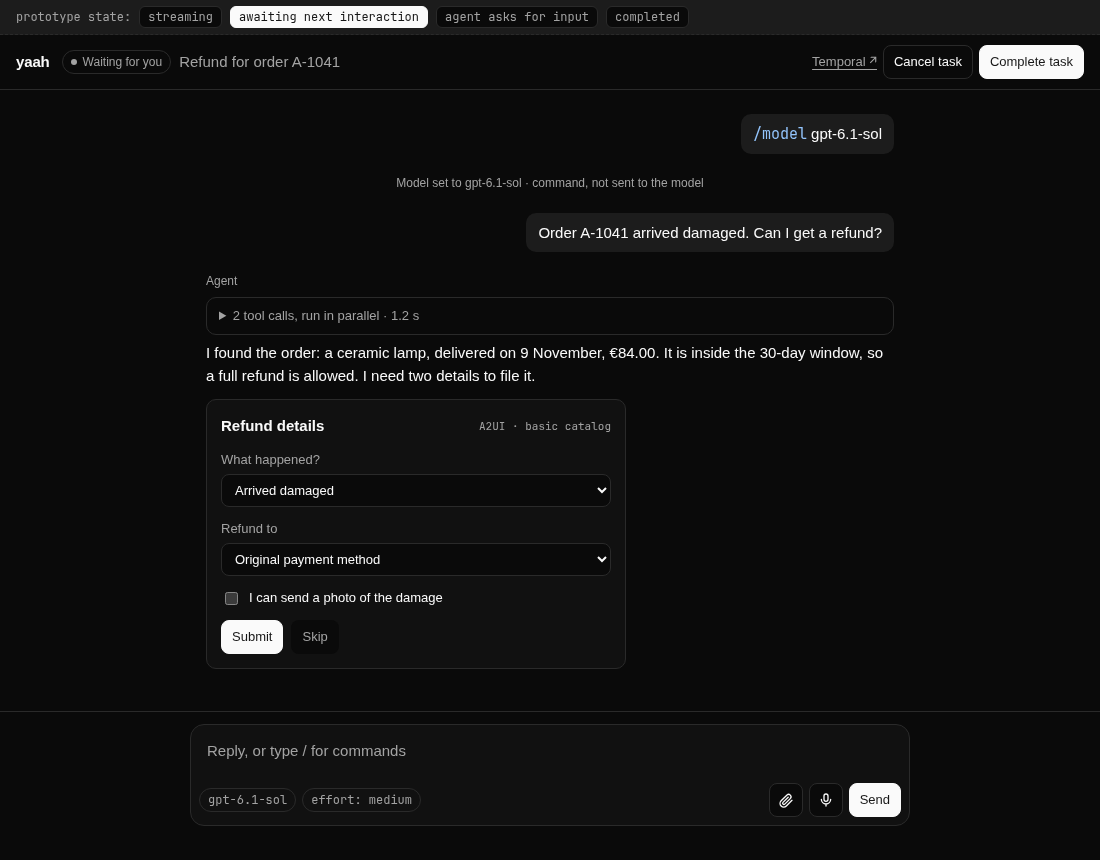 prototype state: streaming awaiting next interaction agent asks for input completed
yaah Waiting for you Refund for order A-1041 Temporal Cancel task Complete task
/model gpt-6.1-sol
Model set to gpt-6.1-sol · command, not sent to the model
Order A-1041 arrived damaged. Can I get a refund?
Agent
2 tool calls, run in parallel · 1.2 s
I found the order: a ceramic lamp, delivered on 9 November, €84.00. It is inside the 30-day window, so
a full refund is allowed. I need two details to file it.
Refund details A2UI · basic catalog
What happened?
Arrived damaged
Refund to
Original payment method
I can send a photo of the damage
Submit Skip
Reply, or type / for commands
gpt-6.1-sol effort: medium Send